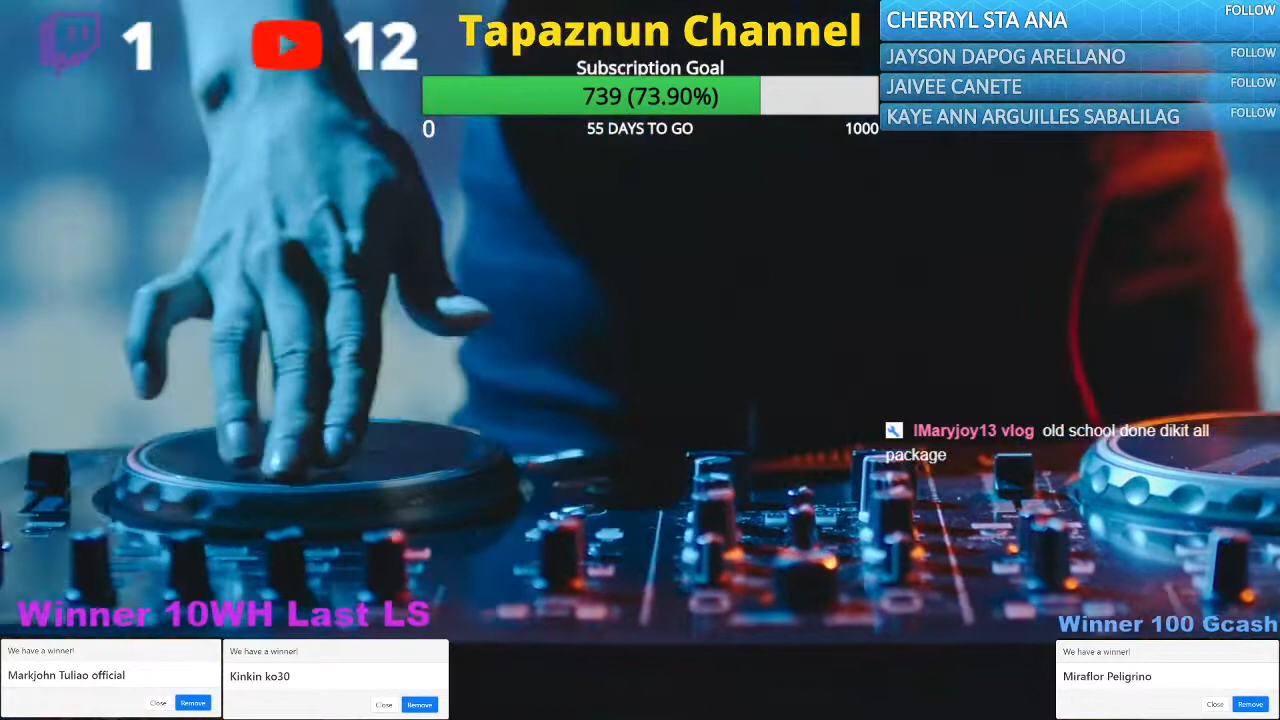 1
12
Tapaznun Channel
Subscription Goal
739 (73.90%)
0
55 DAYS TO GO
1000
CHERRYL STA ANA
FOLLOW
JAYSON DAPOG ARELLANO
FOLLOW
JAIVEE CANETE
FOLLOW
KAYE ANN ARGUILLES SABALILAG
FOLLOW
lMaryjoy13 vlog old school done dikit all
package
Winner 10WH Last LS
We have a winner!
Markjohn Tuliao official
Close Remove
We have a winner!
Kinkin ko30
Close Remove
Winner 100 Gcash
We have a winner!
Miraflor Peligrino
Close Remove